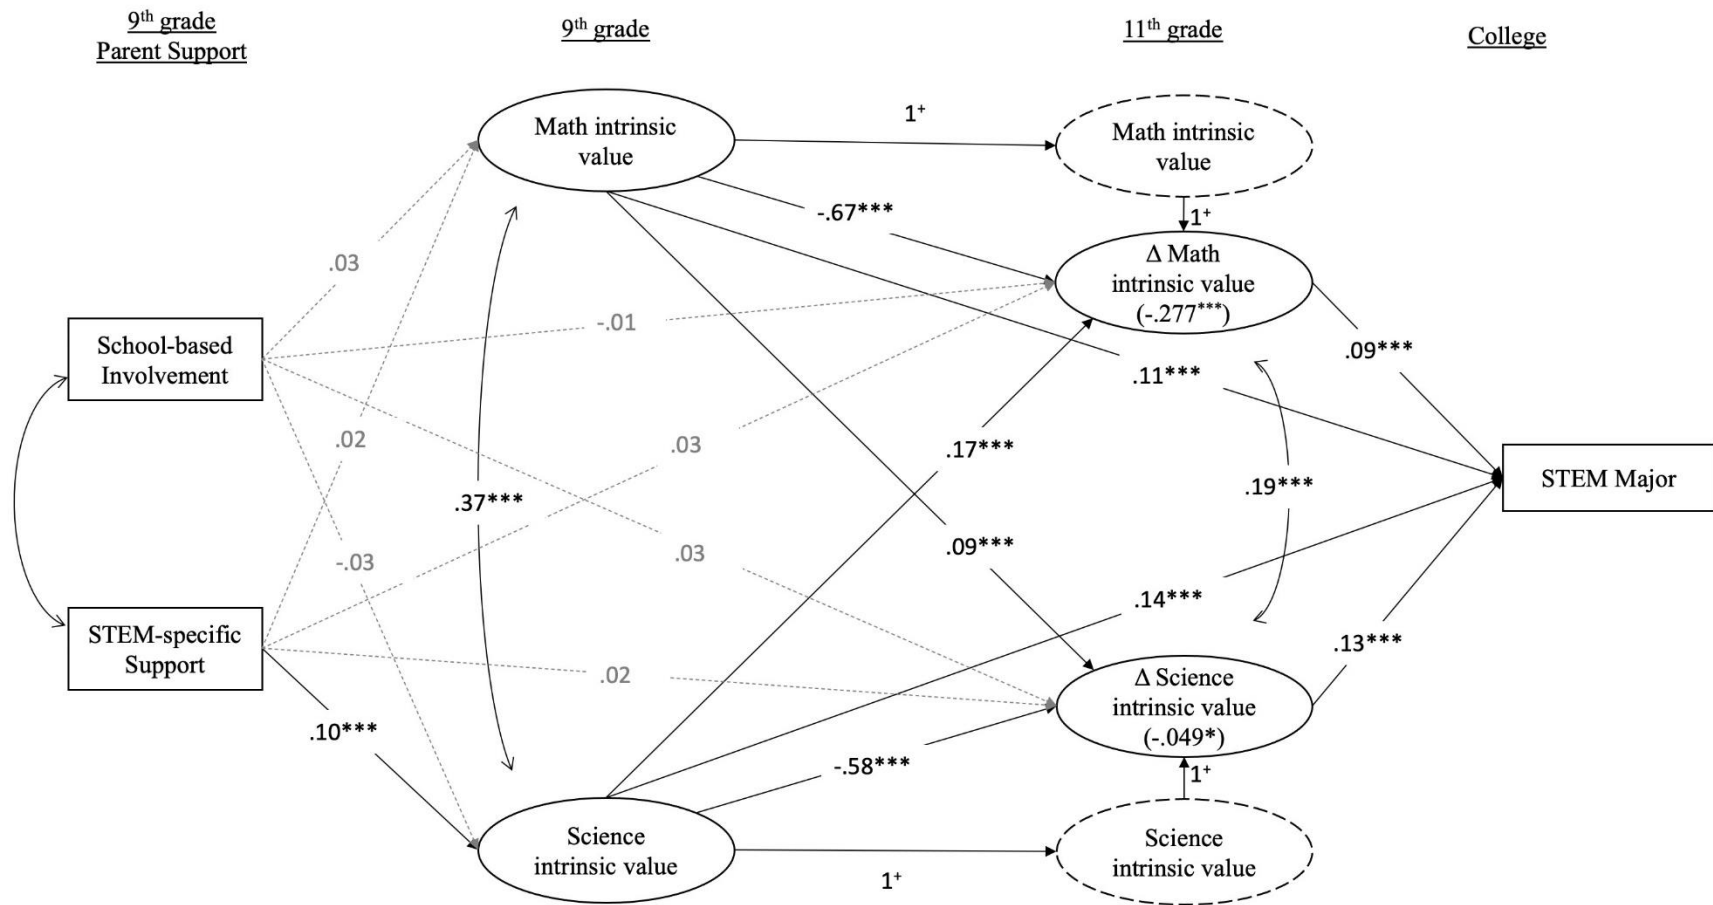 9th grade
Parent Support
9th grade
11th grade
College
Math intrinsic
value
1+
Math intrinsic
value
-.67***
1+
Δ Math
intrinsic value
(-.277***)
.03
-.01
School-based
Involvement
.09***
.11***
.02
.03
.17***
.37***
.19***
STEM Major
-.03
.03
.09***
.14***
STEM-specific
Support
.02
.13***
Δ Science
intrinsic value
(-.049*)
.10***
-.58***
1+
Science
intrinsic value
1+
Science
intrinsic value